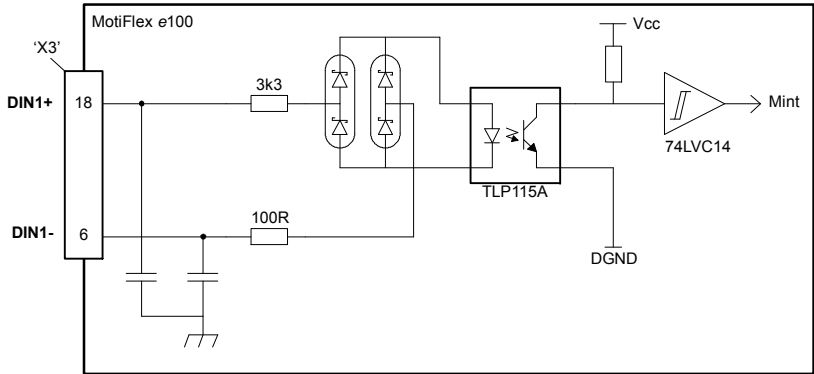 MotiFlex e100
Vcc
‘X3’
3k3
DIN1+
18
Mint
74LVC14
TLP115A
100R
DIN1-
6
DGND